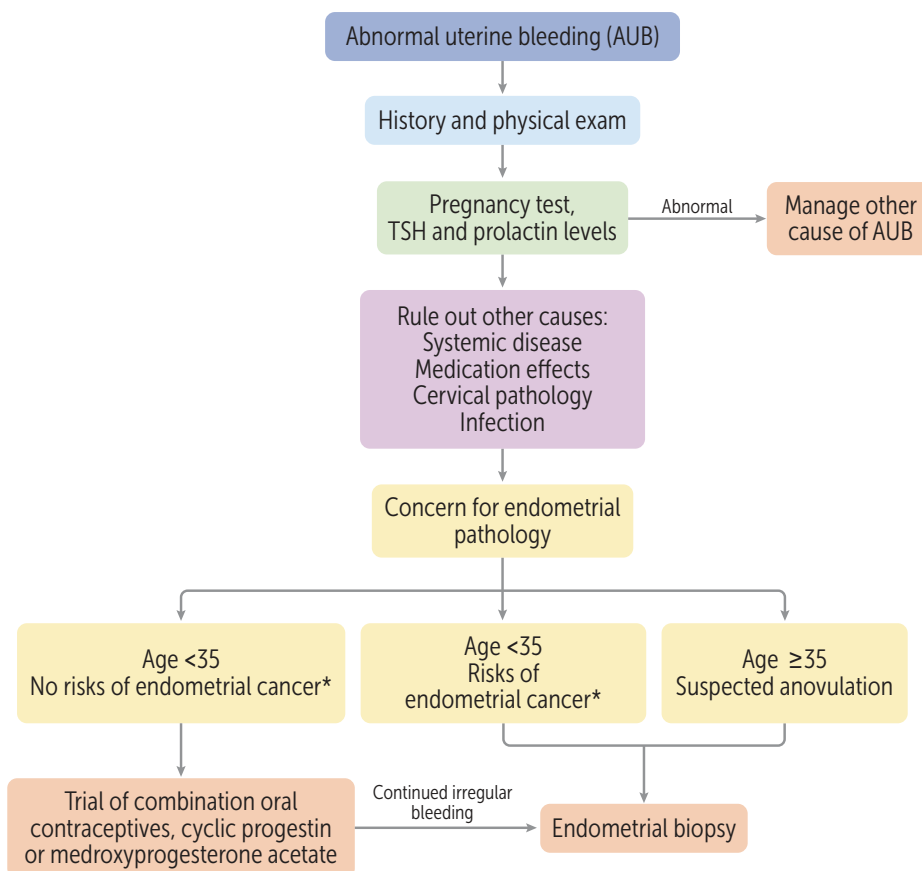 Abnormal uterine bleeding (AUB)
History and physical exam
Pregnancy test,
TSH and prolactin levels
Abnormal
Manage other
cause of AUB
Rule out other causes:
Systemic disease
Medication effects
Cervical pathology
Infection
Concern for endometrial
pathology
Age <35
No risks of endometrial cancer*
Age <35
Risks of
endometrial cancer*
Age ≥35
Suspected anovulation
Trial of combination oral
contraceptives, cyclic progestin
or medroxyprogesterone acetate
Continued irregular
bleeding
Endometrial biopsy